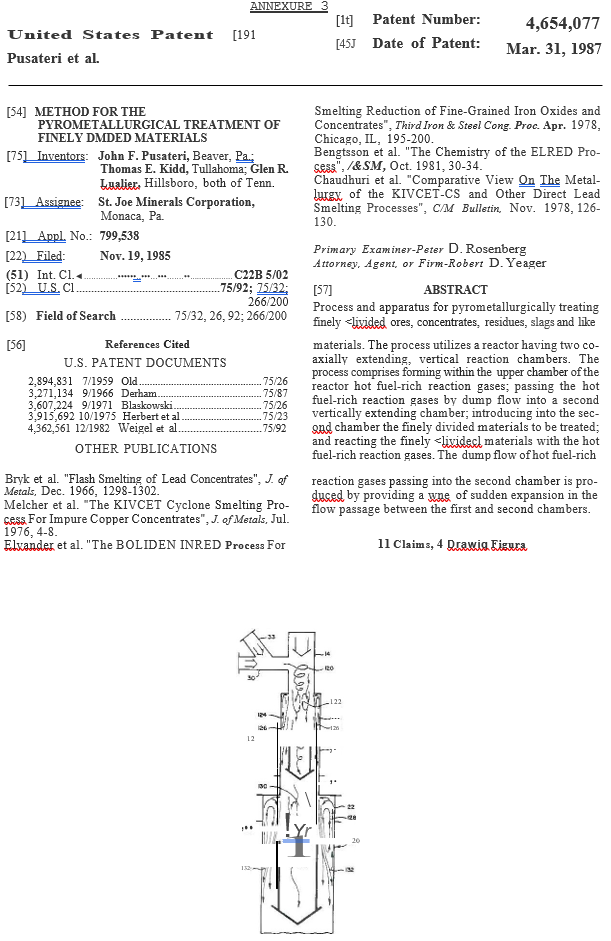 ANNEXURE 3
United States Patent [191
[1t] Patent Number: 4,654,077
Pusateri et al.
[45J Date of Patent: Mar. 31, 1987
[54] METHOD FOR THE
PYROMETALLURGICAL TREATMENT OF
FINELY DMDED MATERIALS
[75] Inventors: John F. Pusateri, Beaver, Pa.;
Thomas E. Kidd, Tullahoma; Glen R.
Lualier, Hillsboro, both of Tenn.
[73] Assignee: St. Joe Minerals Corporation,
Monaca, Pa.
[21] Appl. No.: 799,538
[22) Filed: Nov. 19, 1985
(51) Int. Cl.◄ C22B 5/02
[52) U.S. Cl 75/92; 75/32;
266/200
[58) Field of Search 75/32, 26, 92; 266/200
[56] References Cited
U.S. PATENT DOCUMENTS
2,894,831 7/1959 Old 75/26
3,271,134 9/1966 Derham 75/87
3,607,224 9/1971 Blaskowski 75/26
3,915,692 10/1975 Herbert et al 75/23
4,362,561 12/1982 Weigel et al 75/92
OTHER PUBLICATIONS
Bryk et al. "Flash Smelting of Lead Concentrates", J. of
Metals, Dec. 1966, 1298-1302.
Melcher et al. "The KIVCET Cyclone Smelting Pro-
cess For Impure Copper Concentrates", J. of Metals, Jul.
1976, 4-8.
Elvander et al. "The BOLIDEN INRED Process For
Smelting Reduction of Fine-Grained Iron Oxides and
Concentrates", Third Iron & Steel Cong. Proc. Apr. 1978,
Chicago, IL, 195-200.
Bengtsson et al. "The Chemistry of the ELRED Pro-
cess", /&SM, Oct. 1981, 30-34.
Chaudhuri et al. "Comparative View On The Metal-
lurgy of the KIVCET-CS and Other Direct Lead
Smelting Processes", C/M Bulletin, Nov. 1978, 126-
130.
Primary Examiner-Peter D. Rosenberg
Attorney, Agent, or Firm-Robert D. Yeager
[57] ABSTRACT
Process and apparatus for pyrometallurgically treating
finely <livided ores, concentrates, residues, slags and like
materials. The process utilizes a reactor having two co-
axially extending, vertical reaction chambers. The
process comprises forming within the upper chamber of the
reactor hot fuel-rich reaction gases; passing the hot
fuel-rich reaction gases by dump flow into a second
vertically extending chamber; introducing into the sec-
ond chamber the finely divided materials to be treated;
and reacting the finely <lividecl materials with the hot
fuel-rich reaction gases. The dump flow of hot fuel-rich
reaction gases passing into the second chamber is pro-
duced by providing a wne of sudden expansion in the
flow passage between the first and second chambers.
11 Claims, 4 Drawiq Figura
33
14
120
30
122
124
126
126
12
130
22
128
Yr
20
132
132